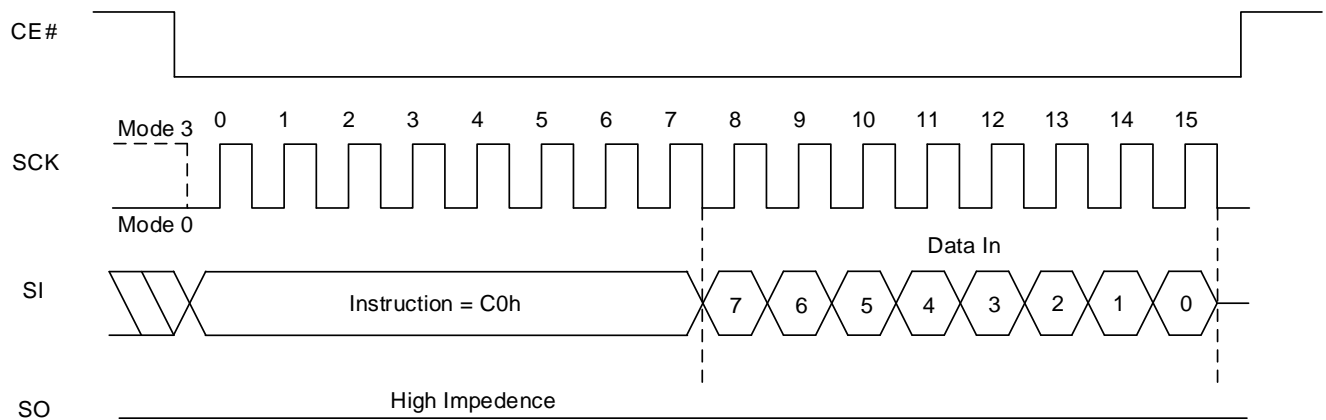 CE#
Mode 3
0 1 2 3 4 5 6 7 8 9 10 11 12 13 14 15
SCK
Mode 0
Data In
SI
Instruction = C0h
7 6 5 4 3 2 1 0
High Impedence
SO